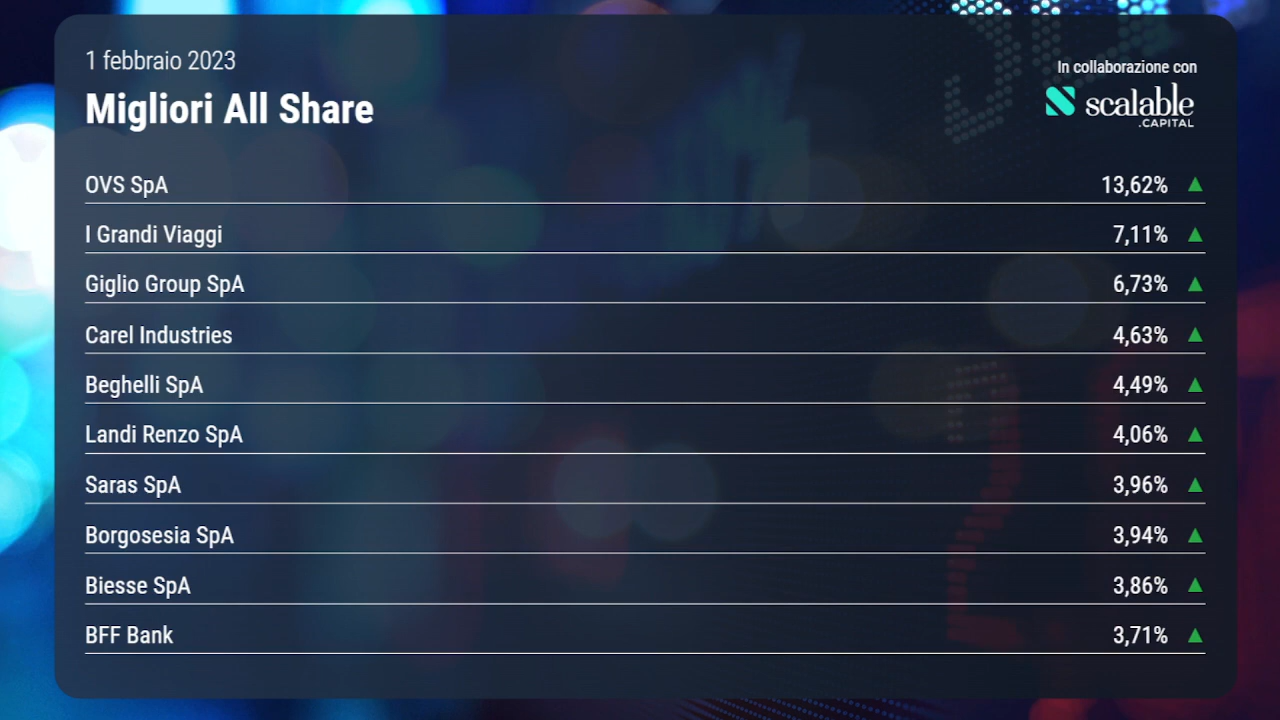 1 febbraio 2023
Migliori All Share
In collaborazione con
scalable
.CAPITAL
OVS SpA 13,62% ▲
I Grandi Viaggi 7,11% ▲
Giglio Group SpA 6,73% ▲
Carel Industries 4,63% ▲
Beghelli SpA 4,49% ▲
Landi Renzo SpA 4,06% ▲
Saras SpA 3,96% ▲
Borgosesia SpA 3,94% ▲
Biesse SpA 3,86% ▲
BFF Bank 3,71% ▲